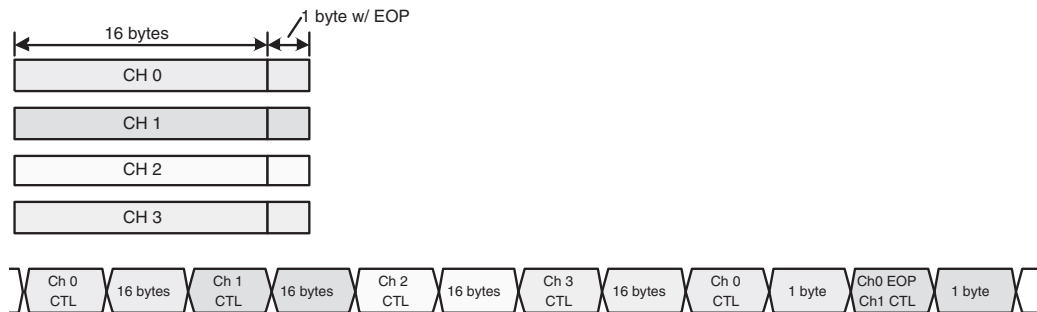 1 byte w/ EOP
16 bytes
CH 0
CH 1
CH 2
CH 3
Ch 0
CTL
16 bytes
Ch 1
CTL
16 bytes
Ch 2
CTL
16 bytes
Ch 3
CTL
16 bytes
Ch 0
CTL
1 byte
Ch0 EOP
Ch1 CTL
1 byte